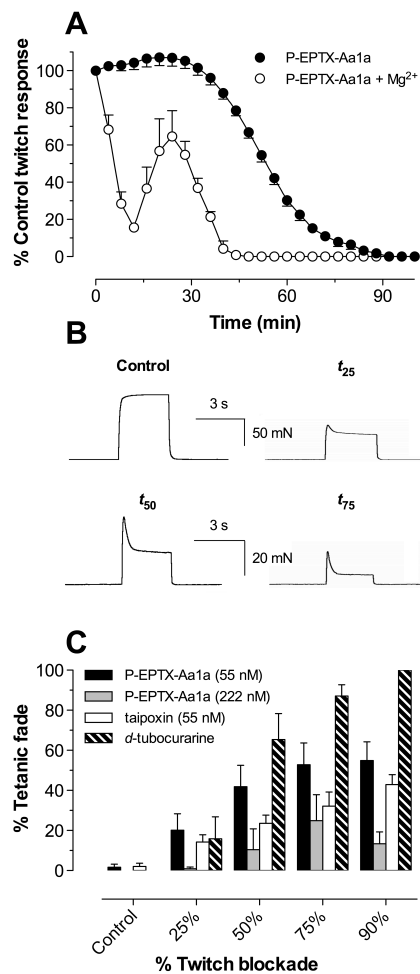 A
% Control twitch response
100
80
60
40
20
0
P-EPTX-Aa1a
P-EPTX-Aa1a + Mg2+
0 30 60 90
Time (min)
B
Control
t25
3 s
50 mN
t50
t75
3 s
20 mN
C
% Tetanic fade
100
80
60
40
20
0
P-EPTX-Aa1a (55 nM)
P-EPTX-Aa1a (222 nM)
taipoxin (55 nM)
d-tubocurarine
Control 25% 50% 75% 90%
% Twitch blockade